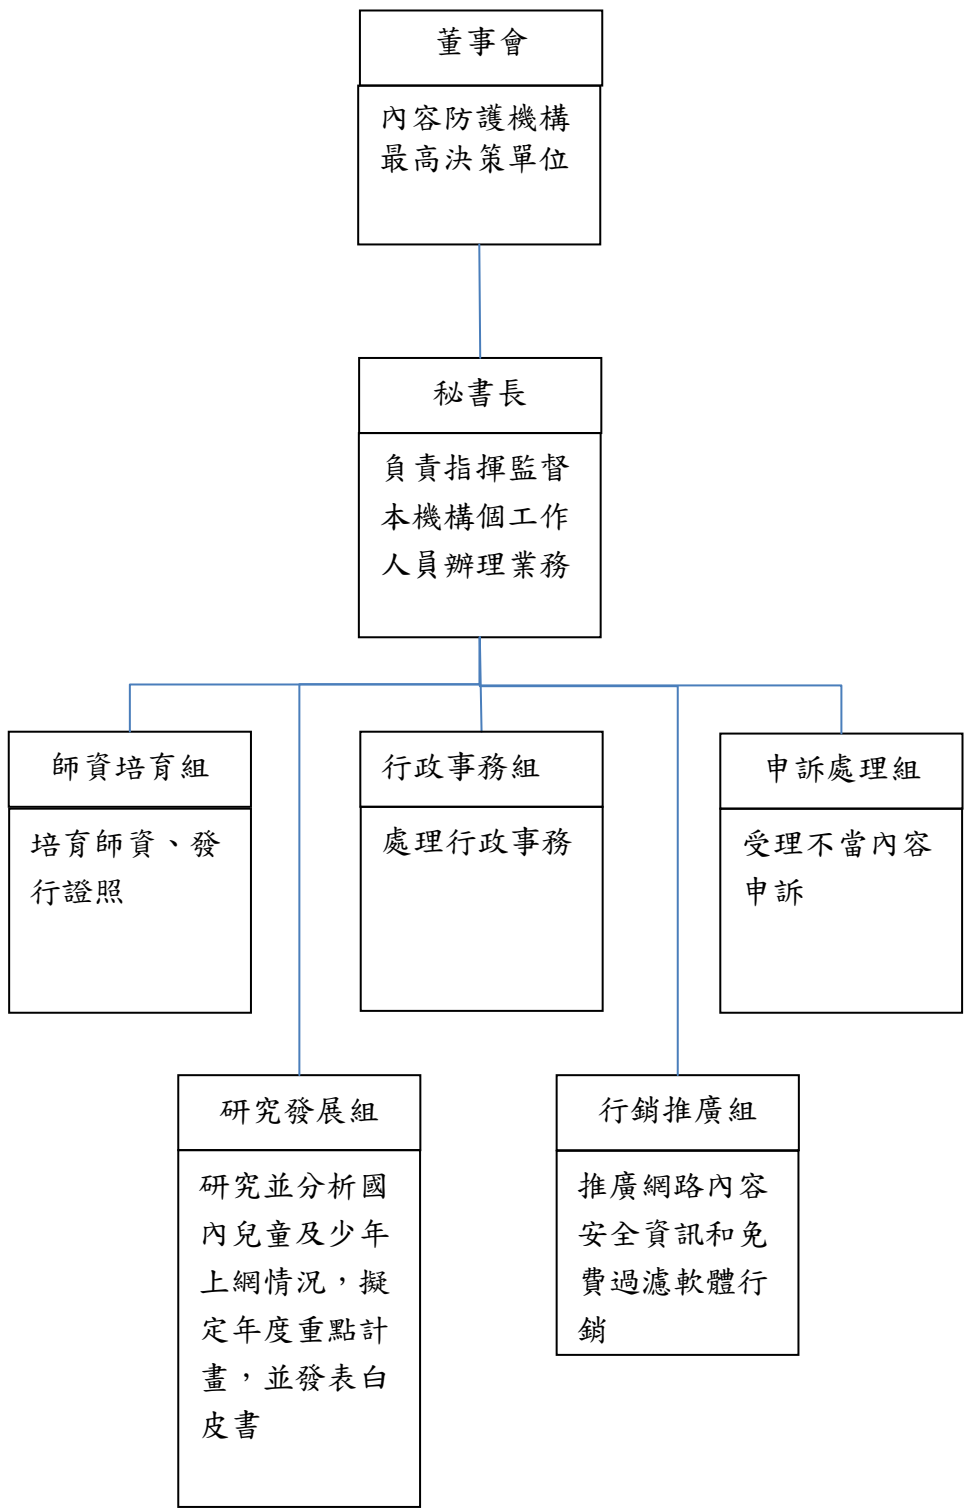 董事會
內容防護機構
最高決策單位
秘書長
負責指揮監督
本機構個工作
人員辦理業務
師資培育組
培育師資、發
行證照
行政事務組
處理行政事務
申訴處理組
受理不當內容
申訴
研究發展組
研究並分析國
內兒童及少年
上網情況，擬
定年度重點計
畫，並發表白
皮書
行銷推廣組
推廣網路內容
安全資訊和免
費過濾軟體行
銷